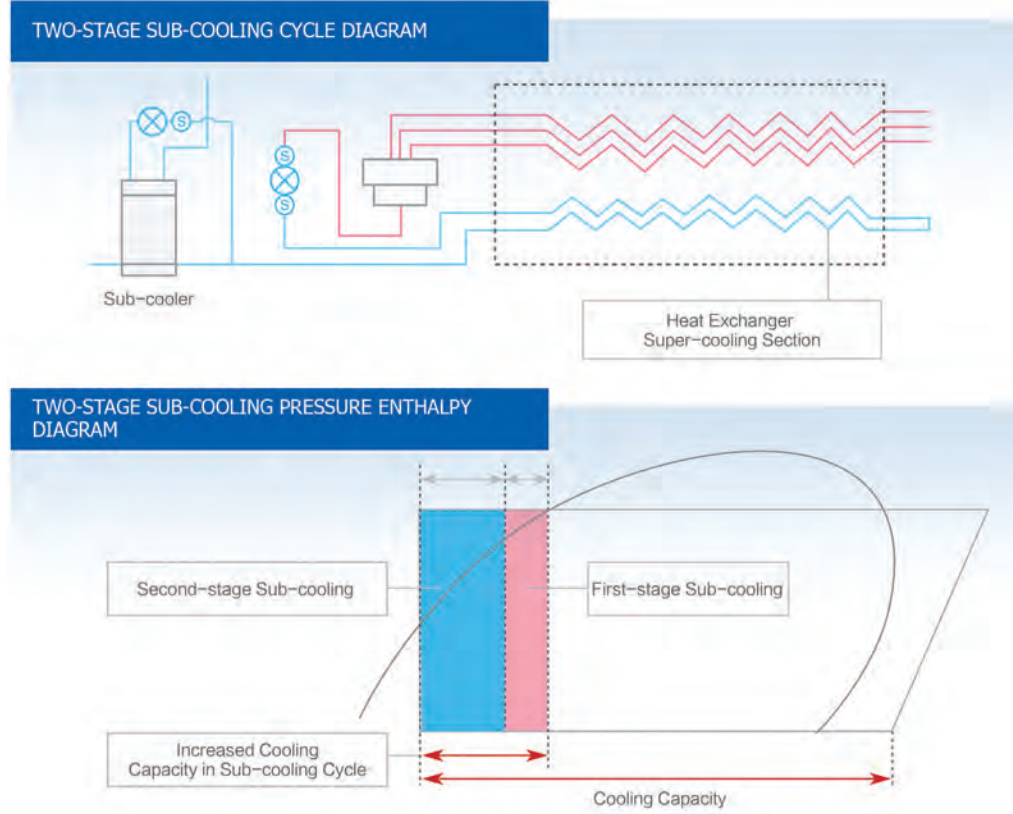 TWO-STAGE SUB-COOLING CYCLE DIAGRAM
S
S
S
Sub-cooler
Heat Exchanger
Super-cooling Section
TWO-STAGE SUB-COOLING PRESSURE ENTHALPY
DIAGRAM
Second-stage Sub-cooling
First-stage Sub-cooling
Increased Cooling
Capacity in Sub-cooling Cycle
Cooling Capacity